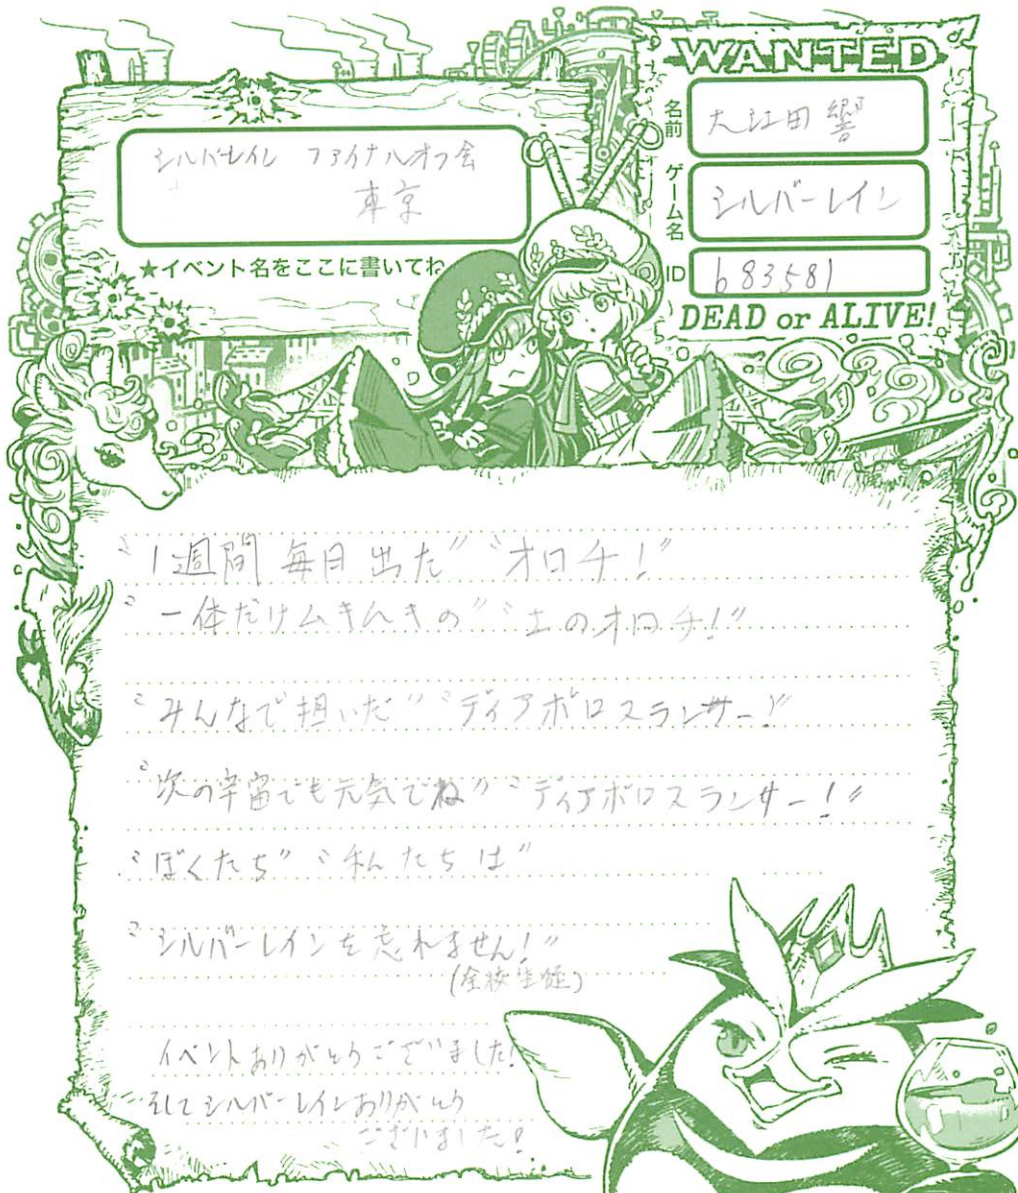 シルバーレイン ファイナルオフ会
東京
★イベント名をここに書いてね
WANTED
名前
大江田 響
ゲーム名
シルバーレイン
ID
b83581
DEAD or ALIVE!
〝1週間 毎日 出た〞〝オロチ!〞
〝一体だけムキムキの〞〝土のオロチ!〞
〝みんなで担いだ〞〝ディアボロスランサー!〞
〝次の宇宙でも元気でね〞〝ディアボロスランサー!〞
〝ぼくたち〞〝私たちは〞
〝シルバーレインを忘れません!〞
(全校生徒)
イベントありがとうございました!
そしてシルバーレインありがとう
ございました!